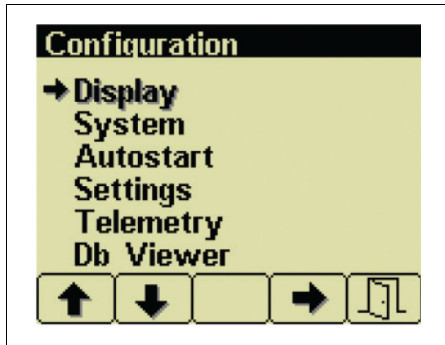 Configuration
Display
System
Autostart
Settings
Telemetry
Db Viewer